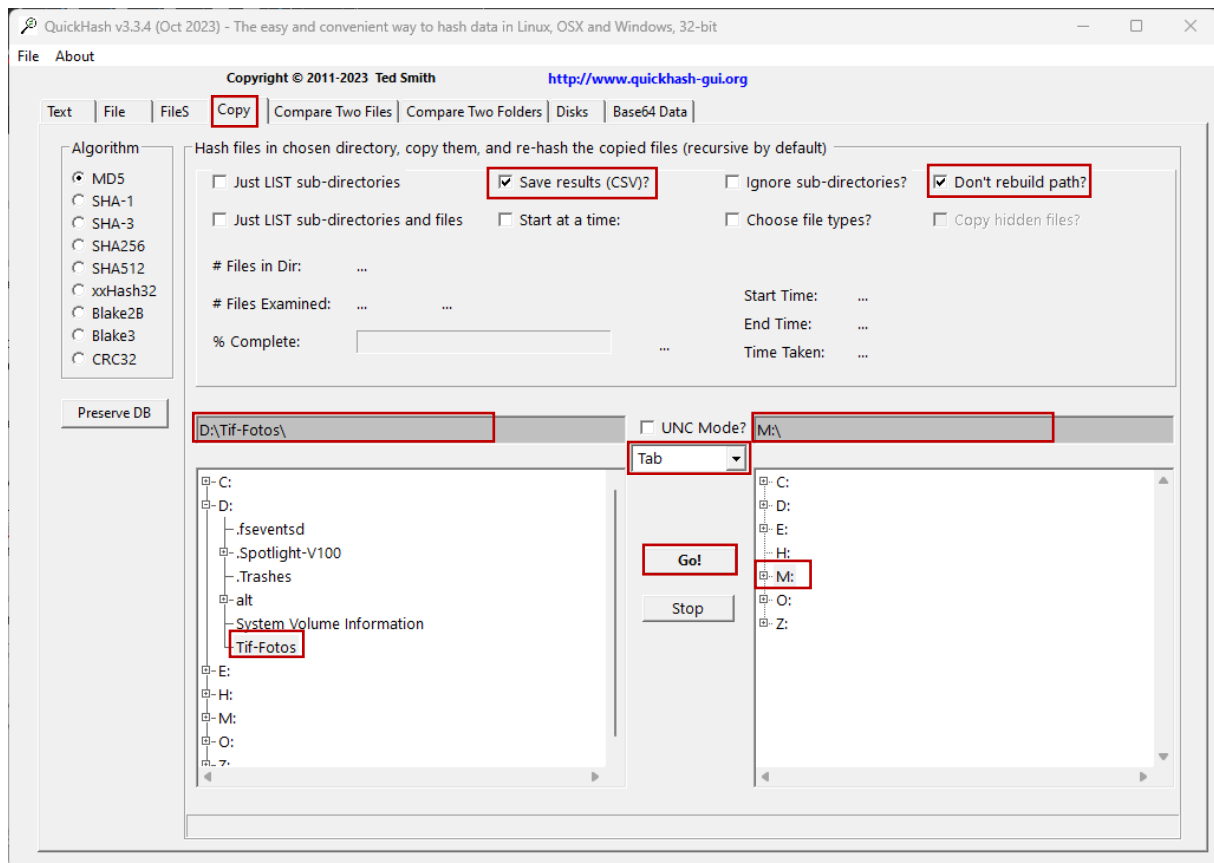 QuickHash v3.3.4 (Oct 2023) - The easy and convenient way to hash data in Linux, OSX and Windows, 32-bit
File About
Copyright © 2011-2023 Ted Smith http://www.quickhash-gui.org
Text File FileS Copy Compare Two Files Compare Two Folders Disks Base64 Data
Algorithm
MD5
SHA-1
SHA-3
SHA256
SHA512
xxHash32
Blake2B
Blake3
CRC32
Preserve DB
Hash files in chosen directory, copy them, and re-hash the copied files (recursive by default)
Just LIST sub-directories Save results (CSV)? Ignore sub-directories? Don't rebuild path?
Just LIST sub-directories and files Start at a time: Choose file types? Copy hidden files?
# Files in Dir: ...
# Files Examined: ... ...
% Complete: ...
Start Time: ...
End Time: ...
Time Taken: ...
D:\Tif-Fotos\ UNC Mode? M:\
Tab
C:
D:
.fseventsd
.Spotlight-V100
.Trashes
alt
System Volume Information
Tif-Fotos
E:
H:
M:
O:
Z:
Go!
Stop
C:
D:
E:
H:
M:
O:
Z: